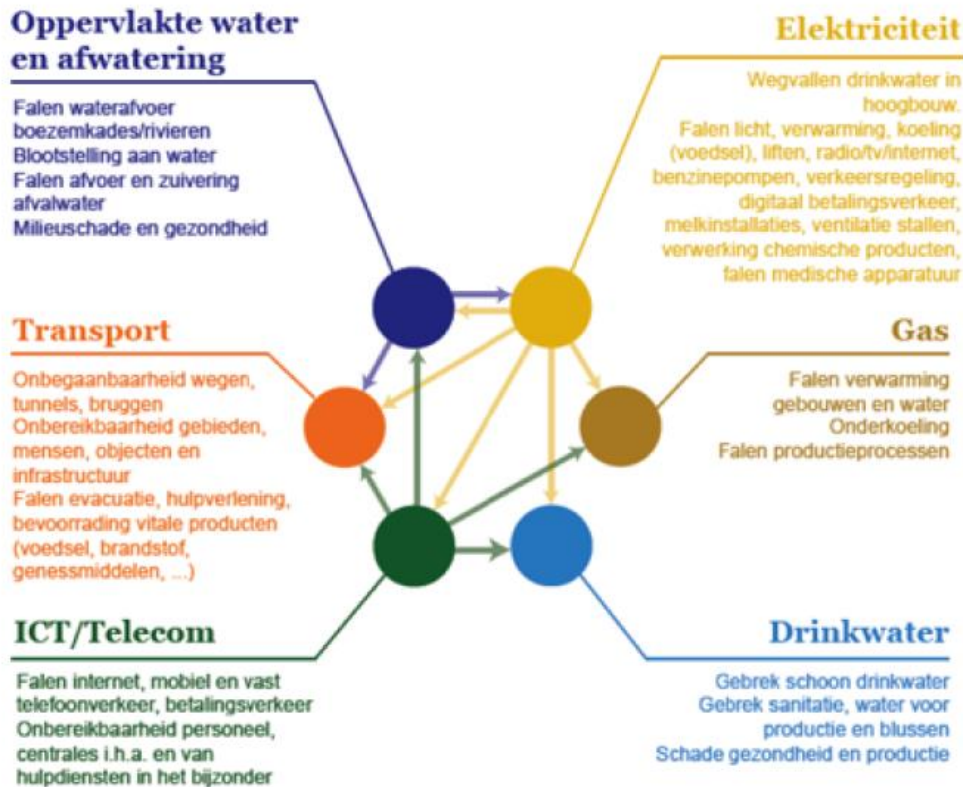 Oppervlakte water
en afwatering
Falen waterafvoer
boezemkades/rivieren
Blootstelling aan water
Falen afvoer en zuivering
afvalwater
Milieuschade en gezondheid
Elektriciteit
Wegvallen drinkwater in
hoogbouw.
Falen licht, verwarming, koeling
(voedsel), liften, radio/tv/internet,
benzinepompen, verkeersregeling,
digitaal betalingsverkeer,
melkinstallaties, ventilatie stallen,
verwerking chemische producten,
falen medische apparatuur
Transport
Onbegaanbaarheid wegen,
tunnels, bruggen
Onbereikbaarheid gebieden,
mensen, objecten en
infrastructuur
Falen evacuatie, hulpverlening,
bevoorrading vitale producten
(voedsel, brandstof,
genessmiddelen, ...)
Gas
Falen verwarming
gebouwen en water
Onderkoeling
Falen productieprocessen
ICT/Telecom
Falen internet, mobiel en vast
telefoonverkeer, betalingsverkeer
Onbereikbaarheid personeel,
centrales i.h.a. en van
hulpdiensten in het bijzonder
Drinkwater
Gebrek schoon drinkwater
Gebrek sanitatie, water voor
productie en blussen
Schade gezondheid en productie